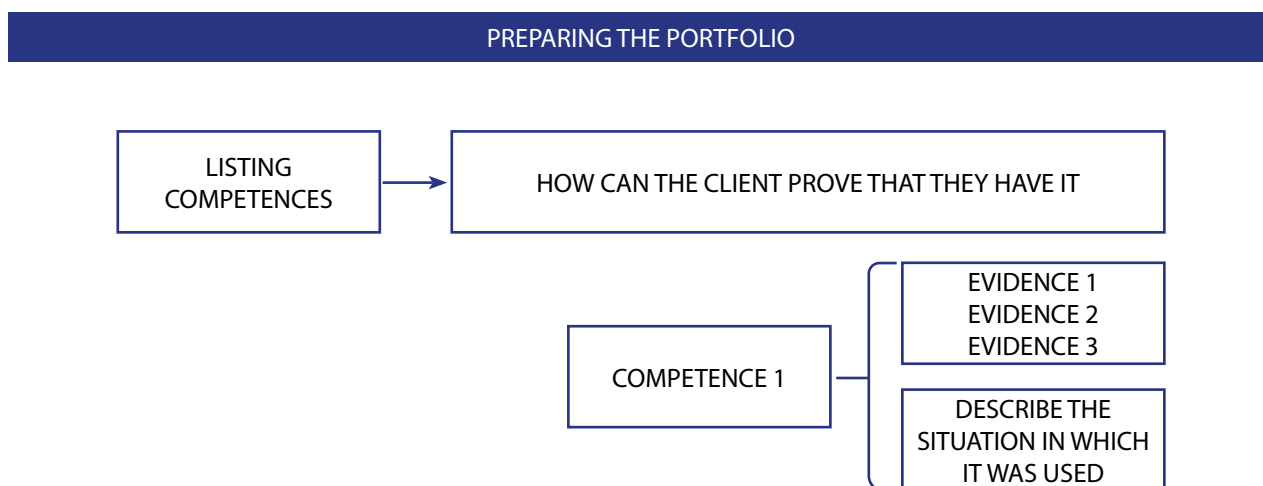 PREPARING THE PORTFOLIO
LISTING
COMPETENCES
HOW CAN THE CLIENT PROVE THAT THEY HAVE IT
COMPETENCE 1
EVIDENCE 1
EVIDENCE 2
EVIDENCE 3
DESCRIBE THE
SITUATION IN WHICH
IT WAS USED